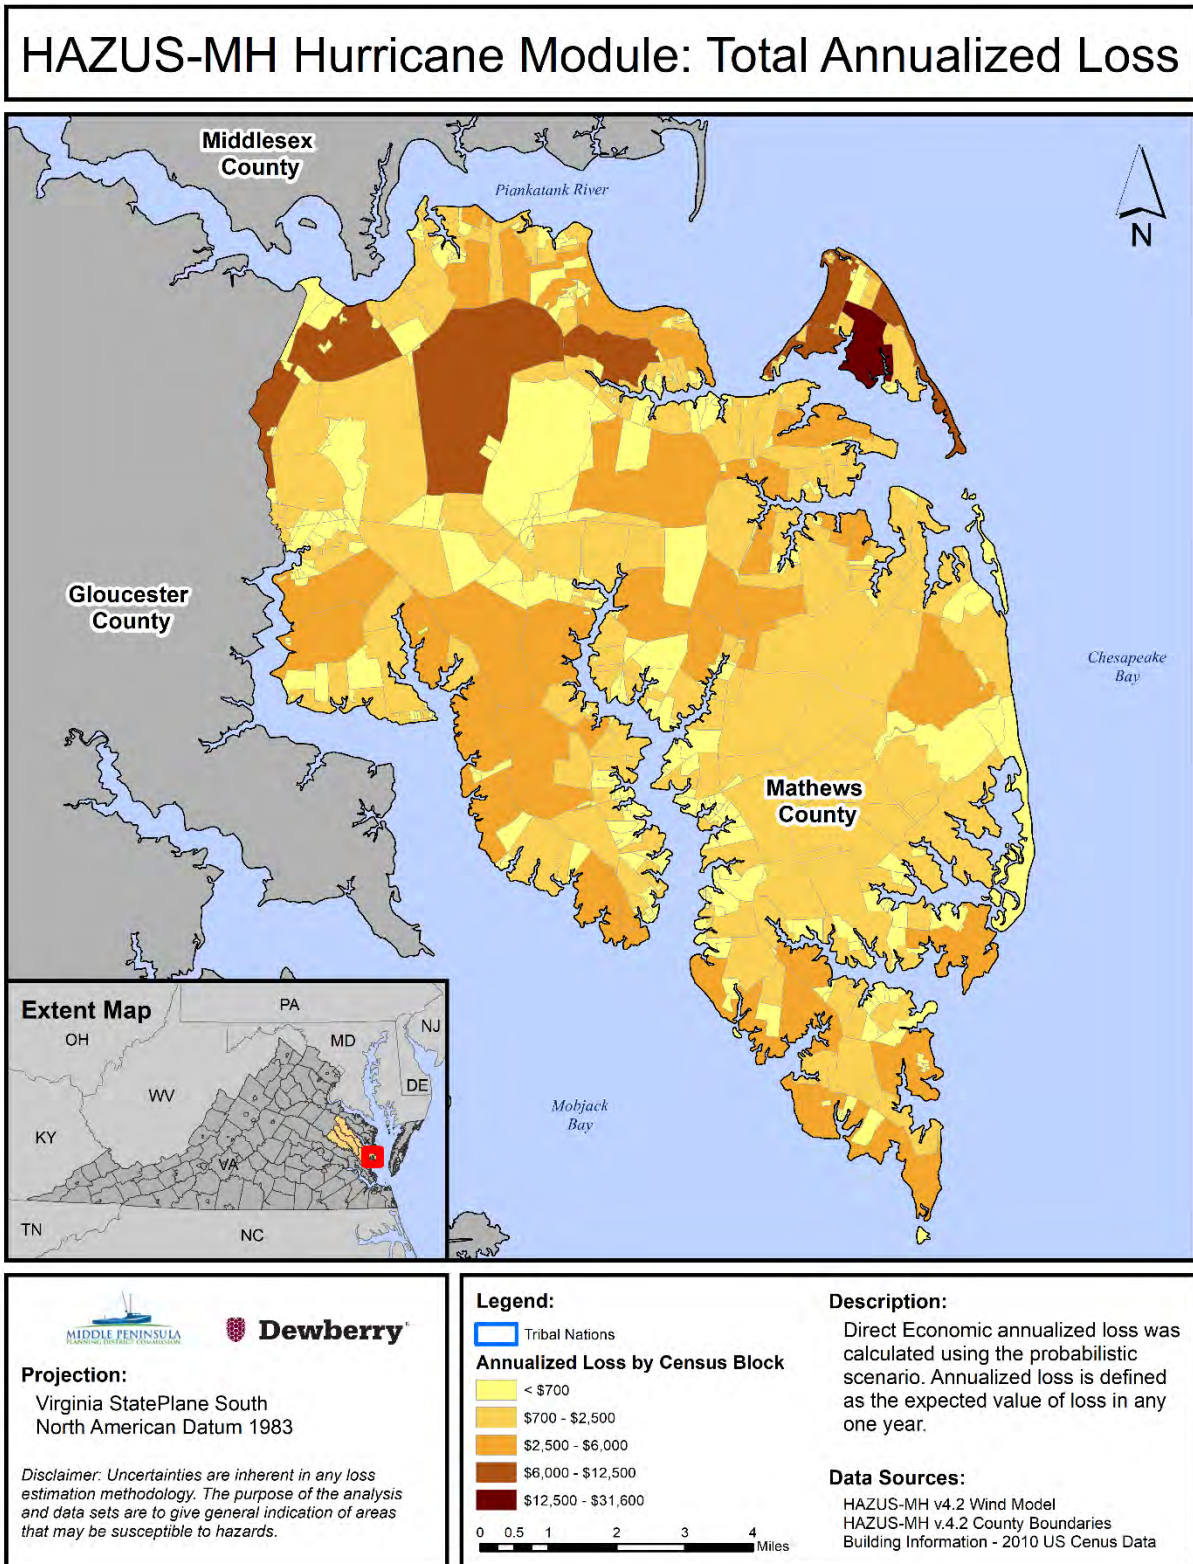 HAZUS-MH Hurricane Module: Total Annualized Loss
Middlesex
County
Piankatank River
N
Gloucester
County
Chesapeake
Bay
Mathews
County
Mobjack
Bay
Extent Map
PA
OH
NJ
MD
DE
WV
KY
VA
TN
NC
MIDDLE PENINSULA
PLANNING DISTRICT COMMISSION
Dewberry
Projection:
Virginia StatePlane South
North American Datum 1983
Disclaimer: Uncertainties are inherent in any loss
estimation methodology. The purpose of the analysis
and data sets are to give general indication of areas
that may be susceptible to hazards.
Legend:
Tribal Nations
Annualized Loss by Census Block
< $700
$700 - $2,500
$2,500 - $6,000
$6,000 - $12,500
$12,500 - $31,600
0 0.5 1 2 3 4
Miles
Description:
Direct Economic annualized loss was
calculated using the probabilistic
scenario. Annualized loss is defined
as the expected value of loss in any
one year.
Data Sources:
HAZUS-MH v4.2 Wind Model
HAZUS-MH v.4.2 County Boundaries
Building Information - 2010 US Cenus Data